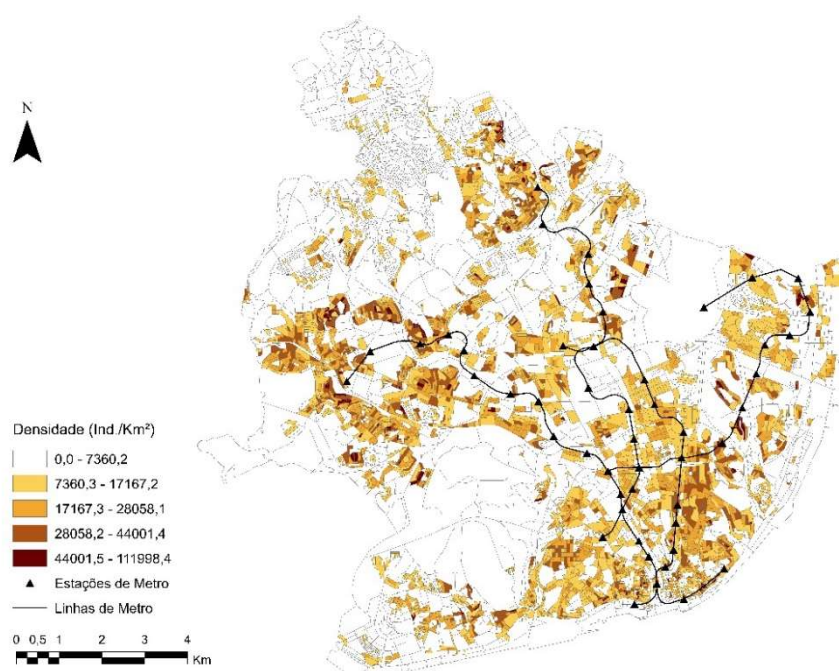 N
Densidade (Ind./Km²)
0,0 - 7360,2
7360,3 - 17167,2
17167,3 - 28058,1
28058,2 - 44001,4
44001,5 - 111998,4
Estações de Metro
Linhas de Metro
0 0,5 1 2 3 4
Km